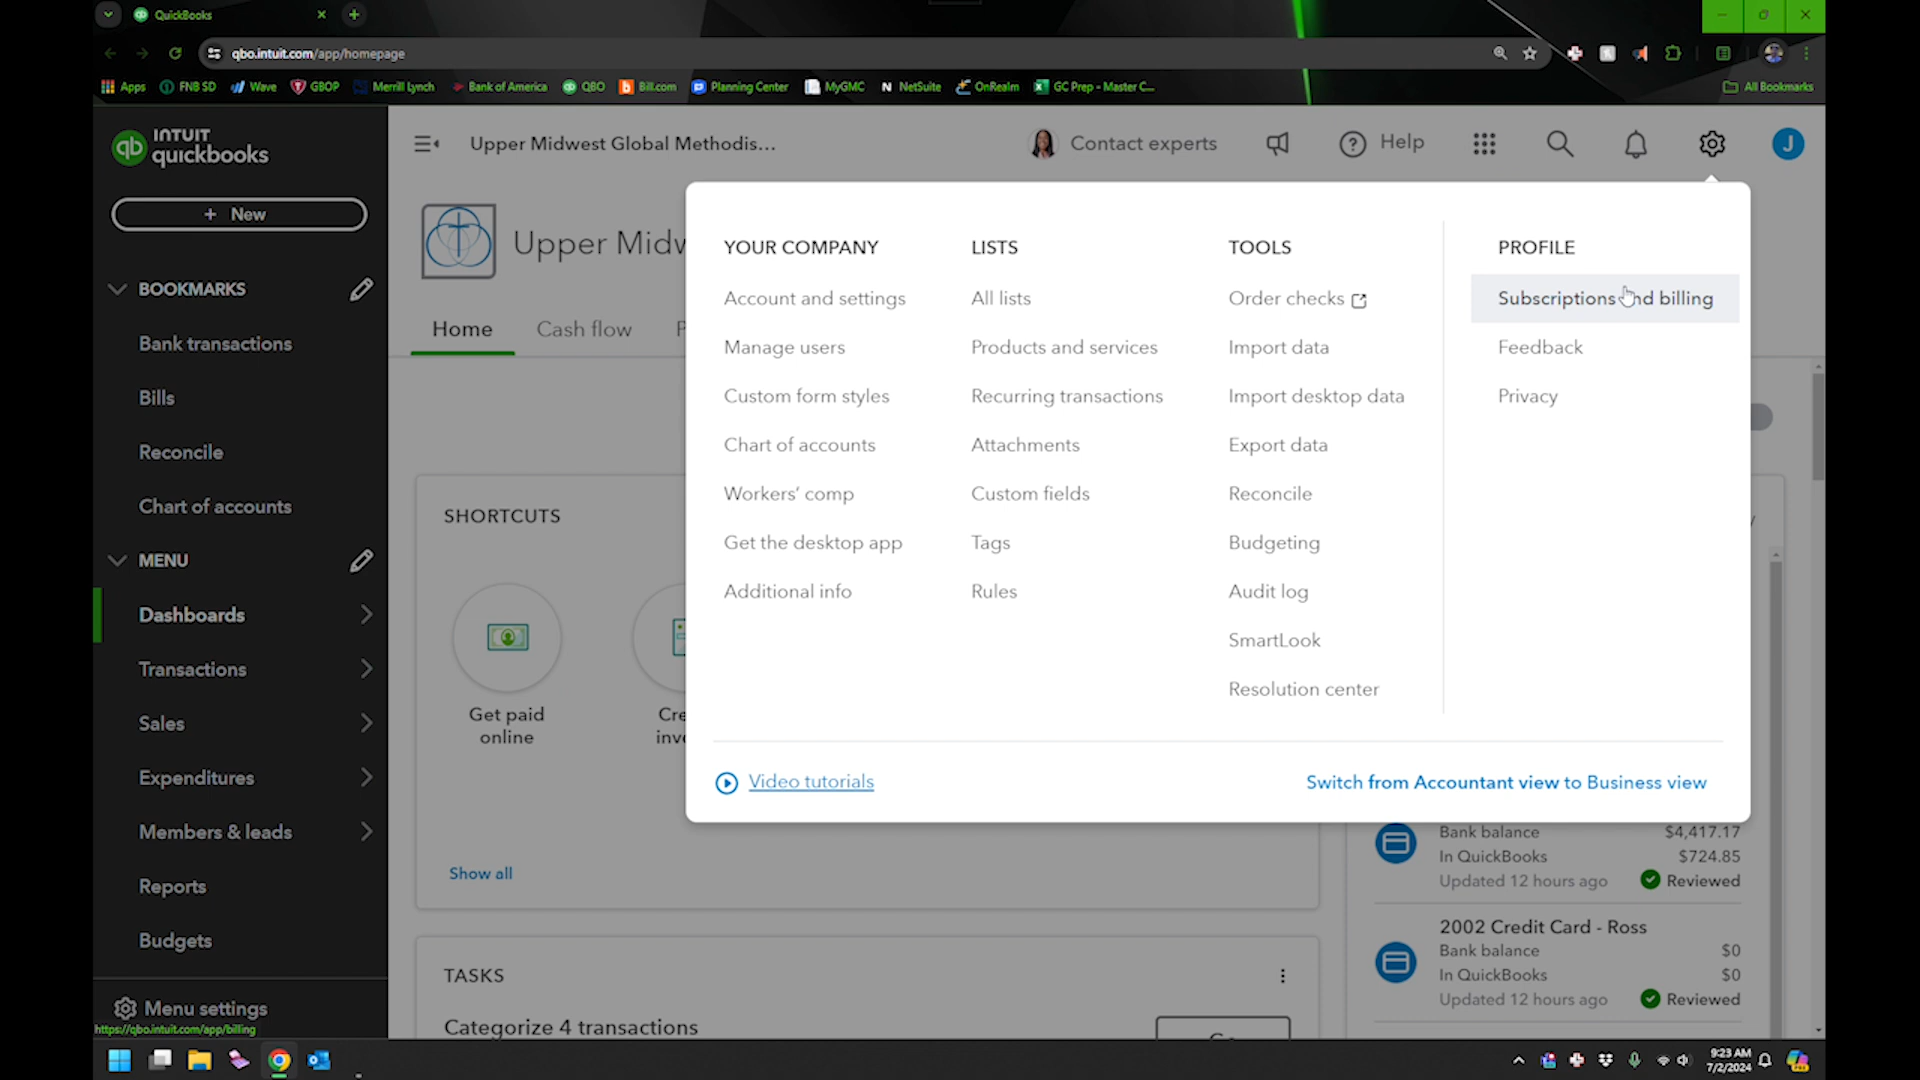 QuickBooks
qbo.intuit.com/app/homepage
Apps FNB SD Wave GBOP Merrill Lynch Bank of America QBO Bill.com Planning Center MyGMC NetSuite OnRealm GC Prep - Master C... All Bookmarks
INTUIT
quickbooks
Upper Midwest Global Methodis... Contact experts Help J
+ New
Upper Midw
BOOKMARKS
Bank transactions
Bills
Reconcile
Chart of accounts
MENU
Dashboards
Transactions
Sales
Expenditures
Members & leads
Reports
Budgets
Menu settings
https://qbo.intuit.com/app/billing
Home Cash flow P
SHORTCUTS
Get paid
online
Cre
inv
Show all
TASKS
Categorize 4 transactions
YOUR COMPANY
Account and settings
Manage users
Custom form styles
Chart of accounts
Workers' comp
Get the desktop app
Additional info
LISTS
All lists
Products and services
Recurring transactions
Attachments
Custom fields
Tags
Rules
TOOLS
Order checks
Import data
Import desktop data
Export data
Reconcile
Budgeting
Audit log
SmartLook
Resolution center
PROFILE
Subscriptions and billing
Feedback
Privacy
Video tutorials
Switch from Accountant view to Business view
Bank balance $4,417.17
In QuickBooks $724.85
Updated 12 hours ago Reviewed
2002 Credit Card - Ross
Bank balance $0
In QuickBooks $0
Updated 12 hours ago Reviewed
9:23 AM
7/2/2024